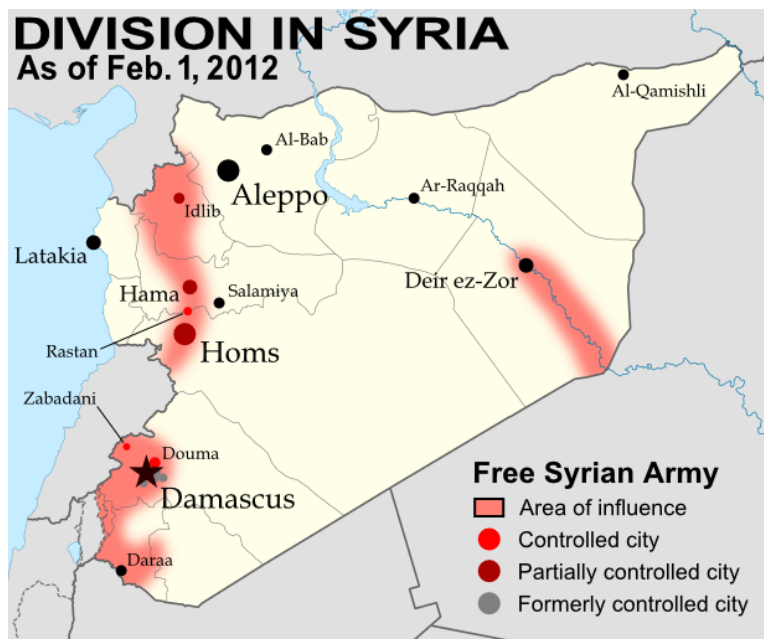 DIVISION IN SYRIA
As of Feb. 1, 2012
Al-Qamishli
Al-Bab
Aleppo
Ar-Raqqah
Idlib
Latakia
Deir ez-Zor
Hama
Salamiya
Rastan
Homs
Zabadani
Douma
Damascus
Daraa
Free Syrian Army
Area of influence
Controlled city
Partially controlled city
Formerly controlled city